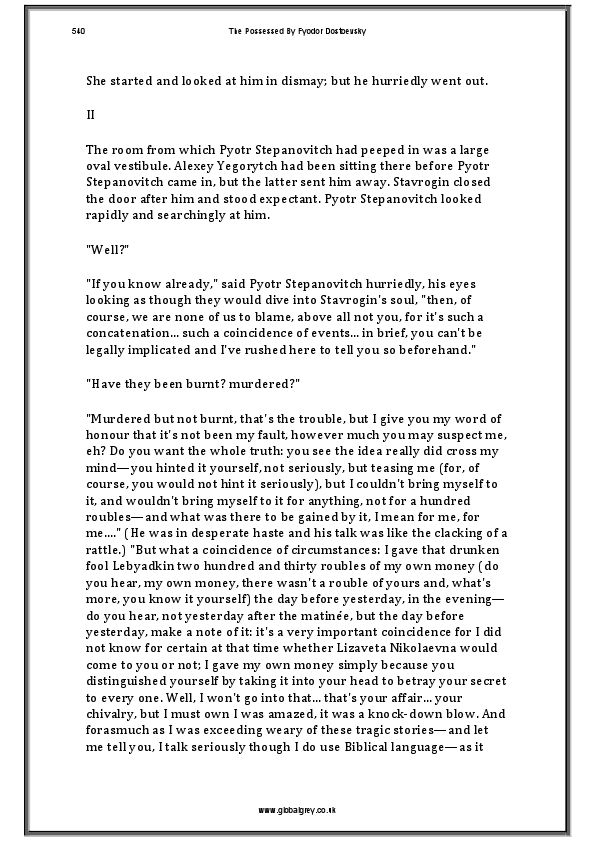 540
The Possessed By Fyodor Dostoevsky
She started and looked at him in dismay; but he hurriedly went out.
II
The room from which Pyotr Stepanovitch had peeped in was a large
oval vestibule. Alexey Yegorytch had been sitting there before Pyotr
Stepanovitch came in, but the latter sent him away. Stavrogin closed
the door after him and stood expectant. Pyotr Stepanovitch looked
rapidly and searchingly at him.
"Well?"
"If you know already," said Pyotr Stepanovitch hurriedly, his eyes
looking as though they would dive into Stavrogin's soul, "then, of
course, we are none of us to blame, above all not you, for it's such a
concatenation... such a coincidence of events... in brief, you can't be
legally implicated and I've rushed here to tell you so beforehand."
"Have they been burnt? murdered?"
"Murdered but not burnt, that's the trouble, but I give you my word of
honour that it's not been my fault, however much you may suspect me,
eh? Do you want the whole truth: you see the idea really did cross my
mind—you hinted it yourself, not seriously, but teasing me (for, of
course, you would not hint it seriously), but I couldn't bring myself to
it, and wouldn't bring myself to it for anything, not for a hundred
roubles—and what was there to be gained by it, I mean for me, for
me...." (He was in desperate haste and his talk was like the clacking of a
rattle.) "But what a coincidence of circumstances: I gave that drunken
fool Lebyadkin two hundred and thirty roubles of my own money (do
you hear, my own money, there wasn't a rouble of yours and, what's
more, you know it yourself) the day before yesterday, in the evening—
do you hear, not yesterday after the matinée, but the day before
yesterday, make a note of it: it's a very important coincidence for I did
not know for certain at that time whether Lizaveta Nikolaevna would
come to you or not; I gave my own money simply because you
distinguished yourself by taking it into your head to betray your secret
to every one. Well, I won't go into that... that's your affair... your
chivalry, but I must own I was amazed, it was a knock-down blow. And
forasmuch as I was exceeding weary of these tragic stories—and let
me tell you, I talk seriously though I do use Biblical language—as it
www.globalgrey.co.uk